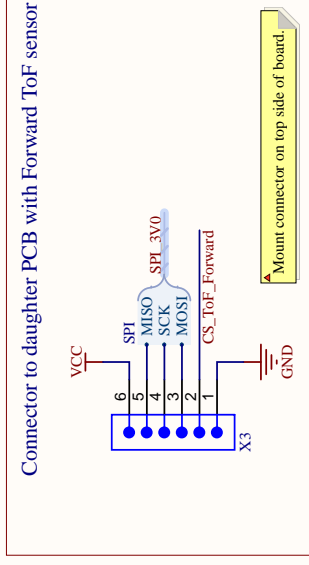 Connector to daughter PCB with Forward ToF sensor
VCC
SPI
SPI_3V0
6
5
MISO
4
SCK
3
MOSI
2
CS_ToF_Forward
1
X3
GND
Mount connector on top side of board.